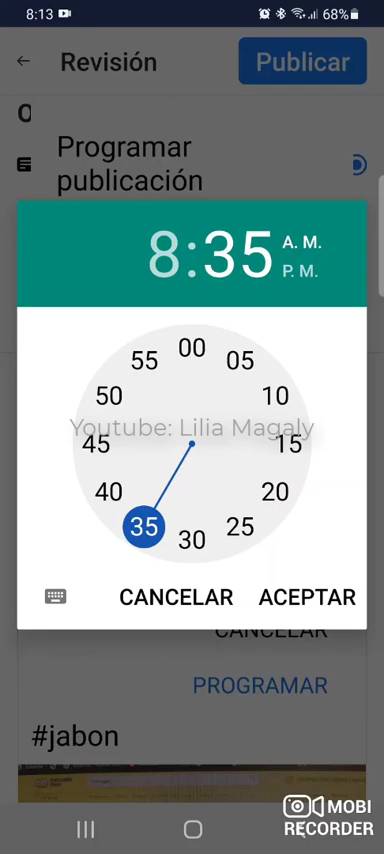 8:13
68%
Revisión
Publicar
Programar
publicación
8:35
A. M.
P. M.
00
55
05
50
10
Youtube: Lilia Magaly
45
15
40
20
35
25
30
CANCELAR
ACEPTAR
CANCELAR
PROGRAMAR
#jabon
MOBI
RECORDER